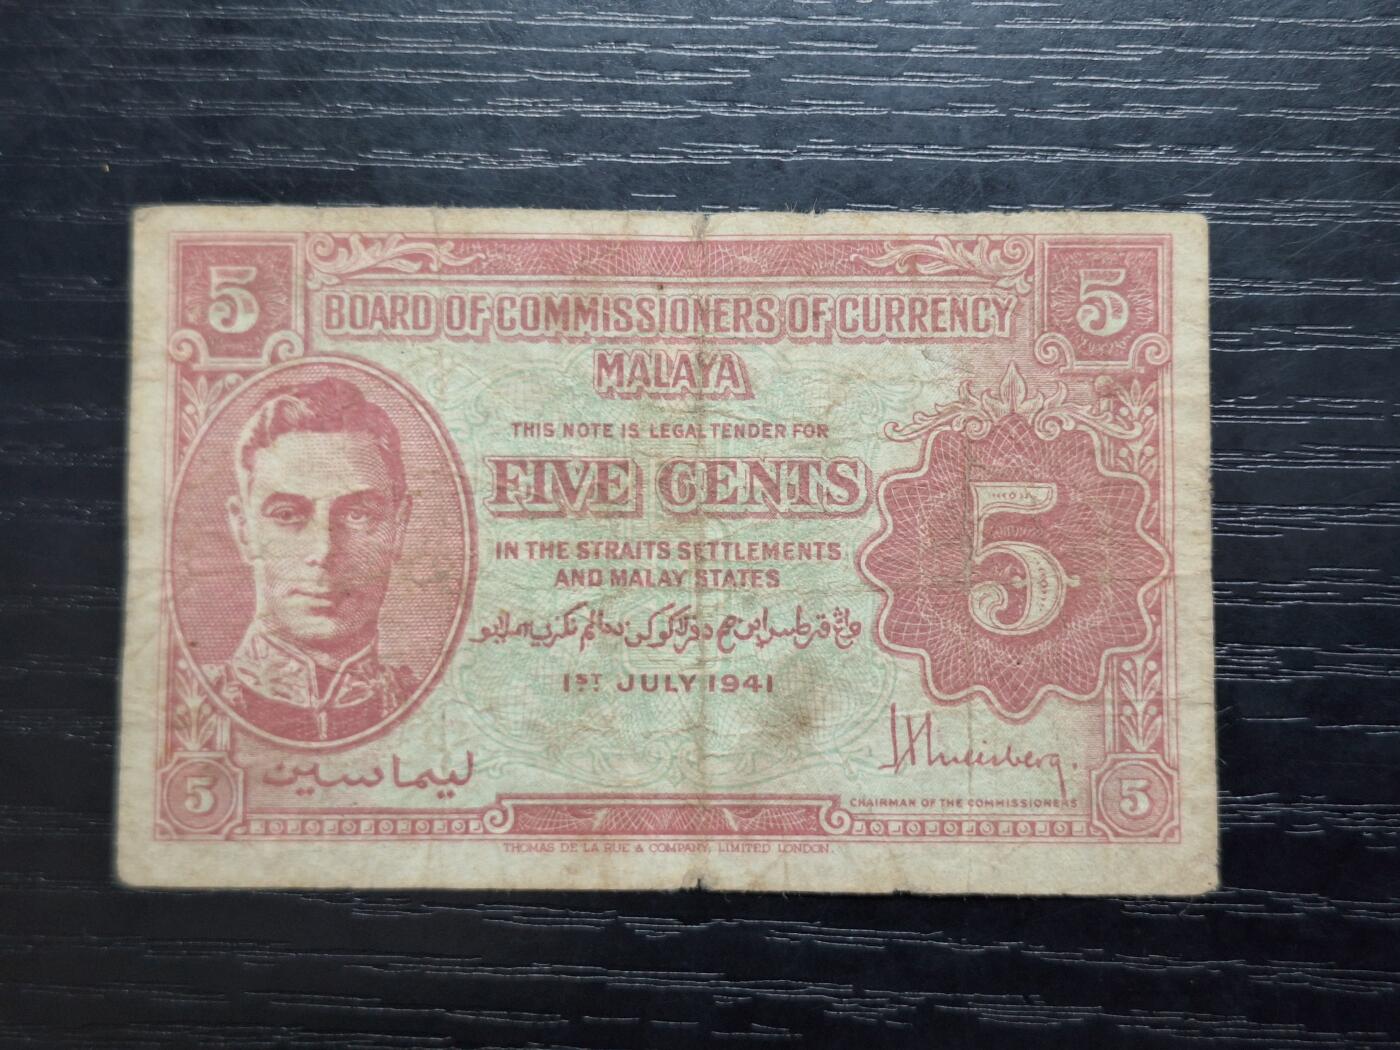 5
5
BOARD OF COMMISSIONERS OF CURRENCY
MALAYA
THIS NOTE IS LEGAL TENDER FOR
FIVE CENTS
5
IN THE STRAITS SETTLEMENTS
AND MALAY STATES
1ST JULY 1941
ليماسين
5
CHAIRMAN OF THE COMMISSIONERS
5
THOMAS DE LA RUE & COMPANY, LIMITED LONDON.